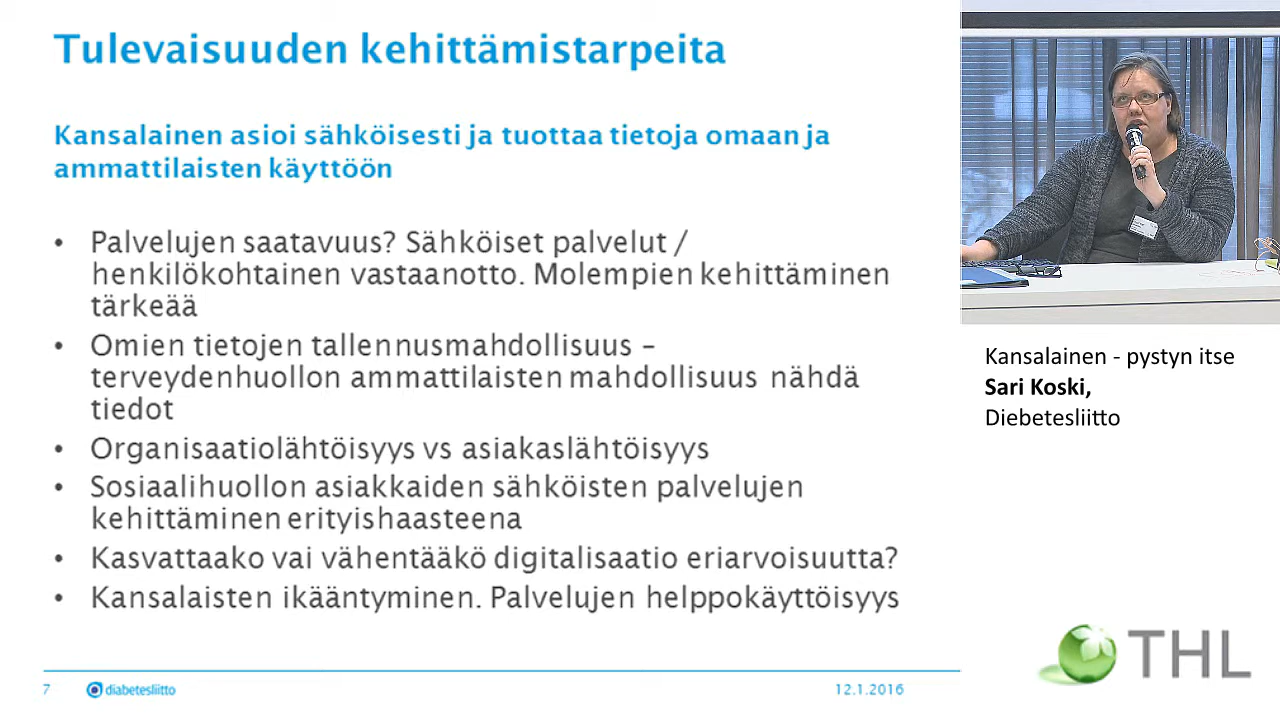 Tulevaisuuden kehittämistarpeita
Kansalainen asioi sähköisesti ja tuottaa tietoja omaan ja
ammattilaisten käyttöön
• Palvelujen saatavuus? Sähköiset palvelut /
henkilökohtainen vastaanotto. Molempien kehittäminen
tärkeää
• Omien tietojen tallennusmahdollisuus –
terveydenhuollon ammattilaisten mahdollisuus nähdä
tiedot
• Organisaatiolähtöisyys vs asiakaslähtöisyys
• Sosiaalihuollon asiakkaiden sähköisten palvelujen
kehittäminen erityishaasteena
• Kasvattaako vai vähentääkö digitalisaatio eriarvoisuutta?
• Kansalaisten ikääntyminen. Palvelujen helppokäyttöisyys
7
diabetesliitto
12.1.2016
Kansalainen - pystyn itse
Sari Koski,
Diebetesliitto
THL